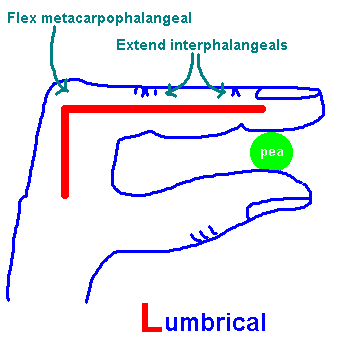 Flex metacarpophalangeal
Extend interphalangeals
pea
Lumbrical